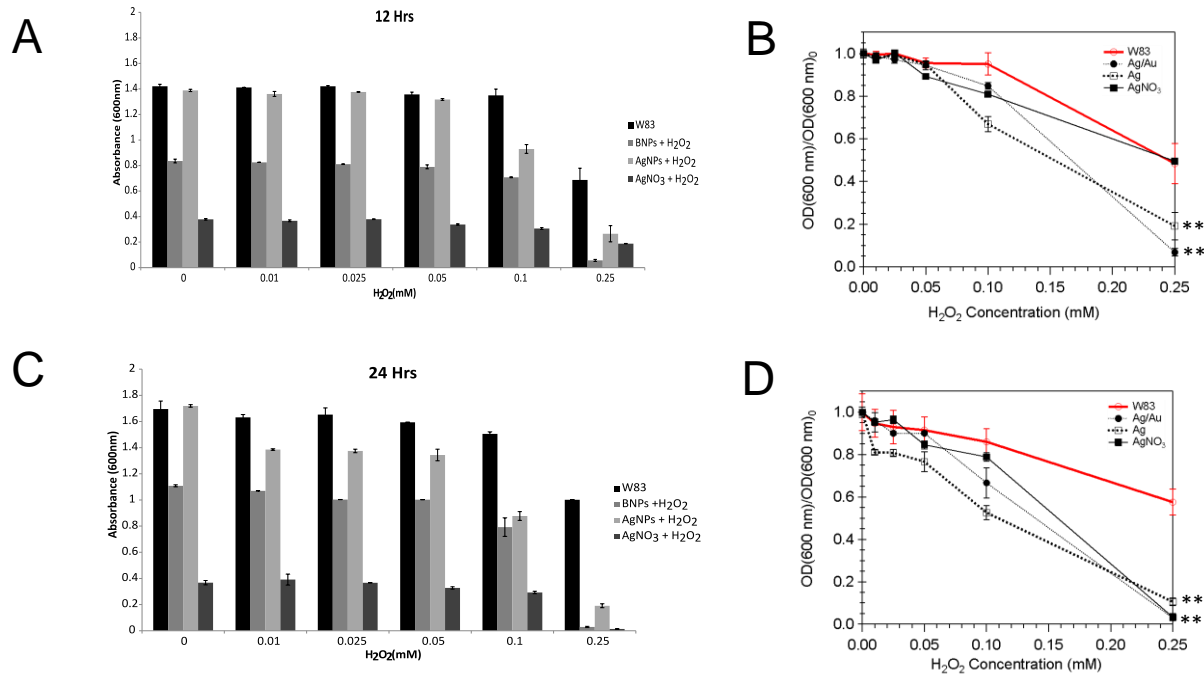 A
12 Hrs
Absorbance (600nm)
2
1.8
1.6
1.4
1.2
1
0.8
0.6
0.4
0.2
0
0 0.01 0.025 0.05 0.1 0.25
H₂O₂(mM)
W83
BNPs + H₂O₂
AgNPs + H₂O₂
AgNO₃ + H₂O₂
B
OD(600 nm)/OD(600 nm)₀
1.0
0.8
0.6
0.4
0.2
0.0
0.00 0.05 0.10 0.15 0.20 0.25
H₂O₂ Concentration (mM)
W83
Ag/Au
Ag
AgNO₃
**
**
C
24 Hrs
Absorbance (600nm)
2
1.8
1.6
1.4
1.2
1
0.8
0.6
0.4
0.2
0
0 0.01 0.025 0.05 0.1 0.25
H₂O₂(mM)
W83
BNPs +H₂O₂
AgNPs + H₂O₂
AgNO₃ + H₂O₂
D
OD(600 nm)/OD(600 nm)₀
1.0
0.8
0.6
0.4
0.2
0.0
0.00 0.05 0.10 0.15 0.20 0.25
H₂O₂ Concentration (mM)
W83
Ag/Au
Ag
AgNO₃
**
**